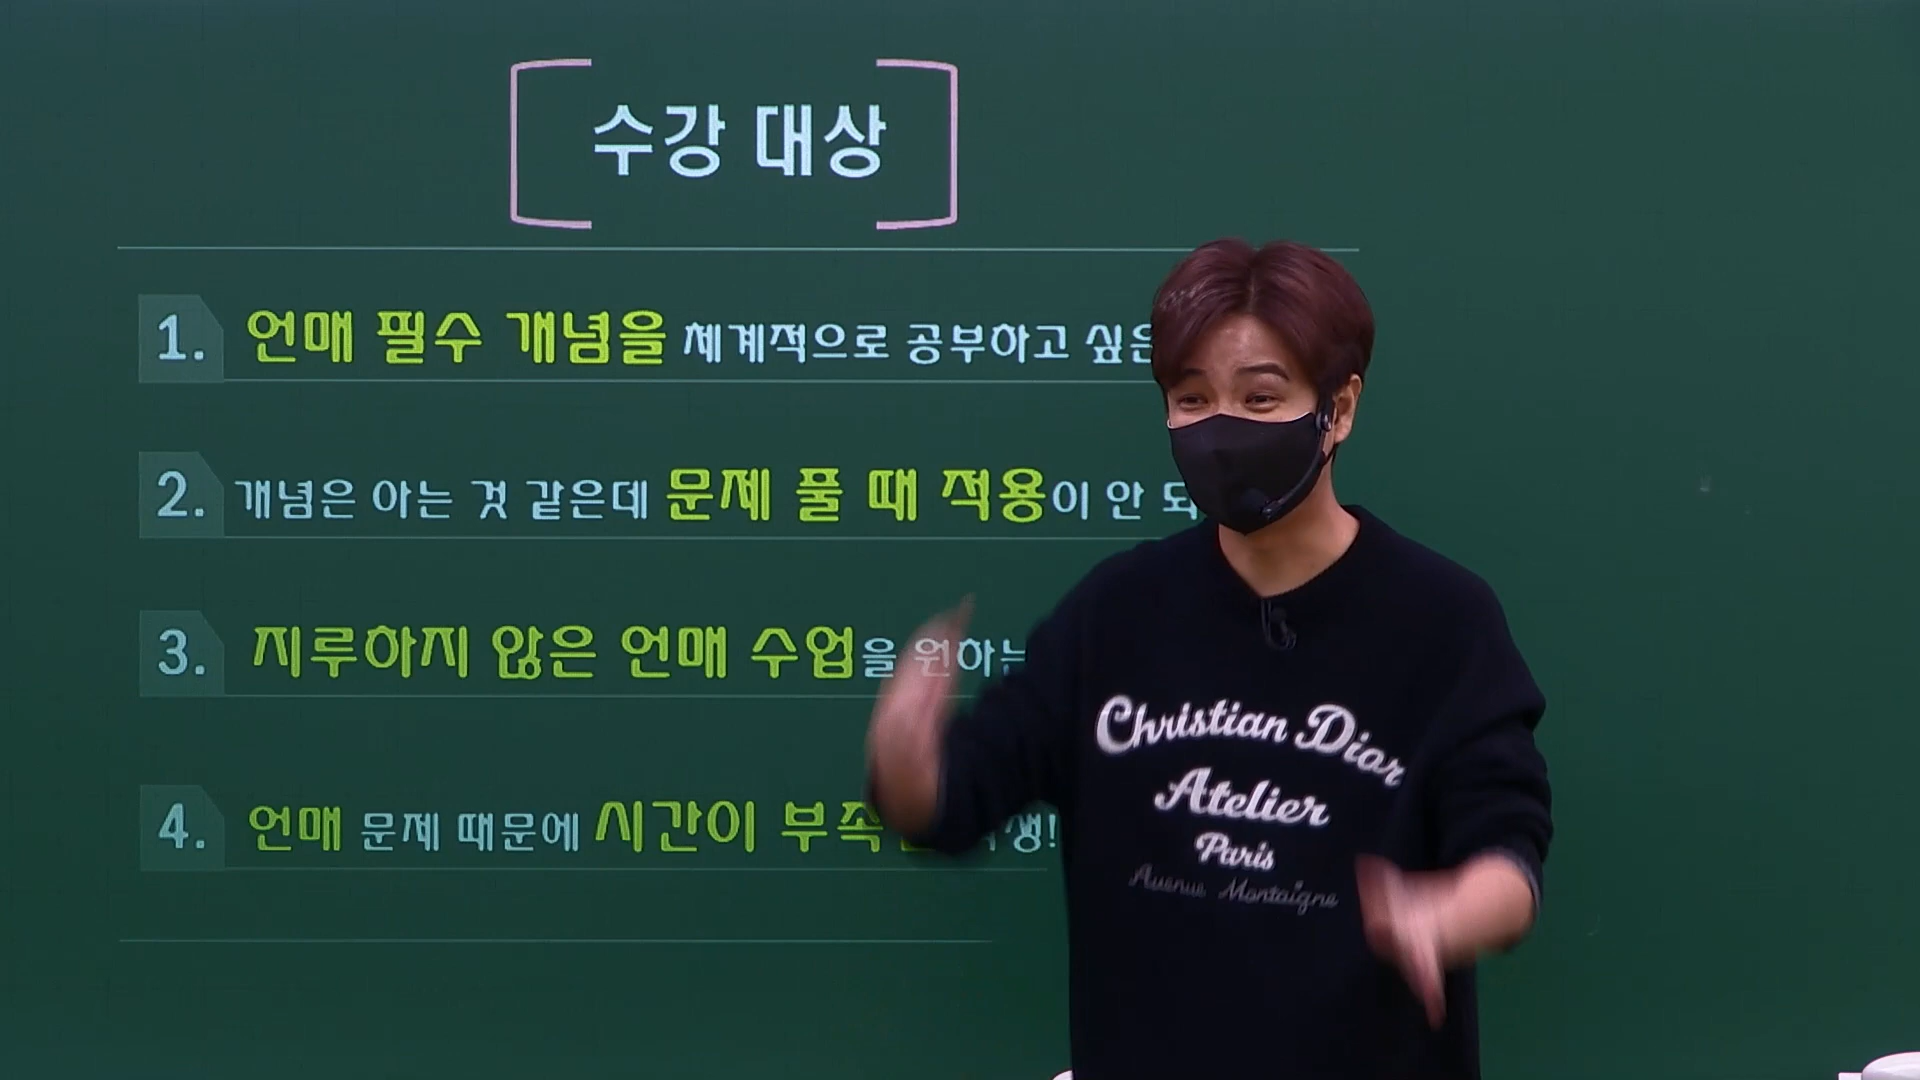 수강 대상
1. 언매 필수 개념을 체계적으로 공부하고 싶은
2. 개념은 아는 것 같은데 문제 풀 때 적용이 안
3. 지루하지 않은 언매 수업을 원하는
4. 언매 문제 때문에 시간이
Christian Dior
Atelier
Paris
Avenue Montaigne